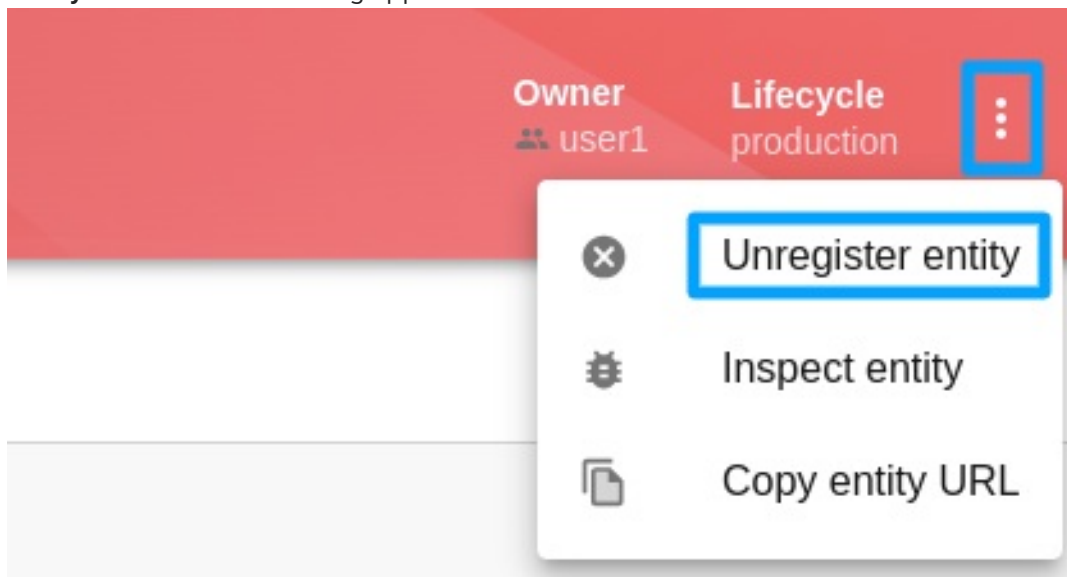 Owner
Lifecycle
user1
production
Unregister entity
Inspect entity
Copy entity URL